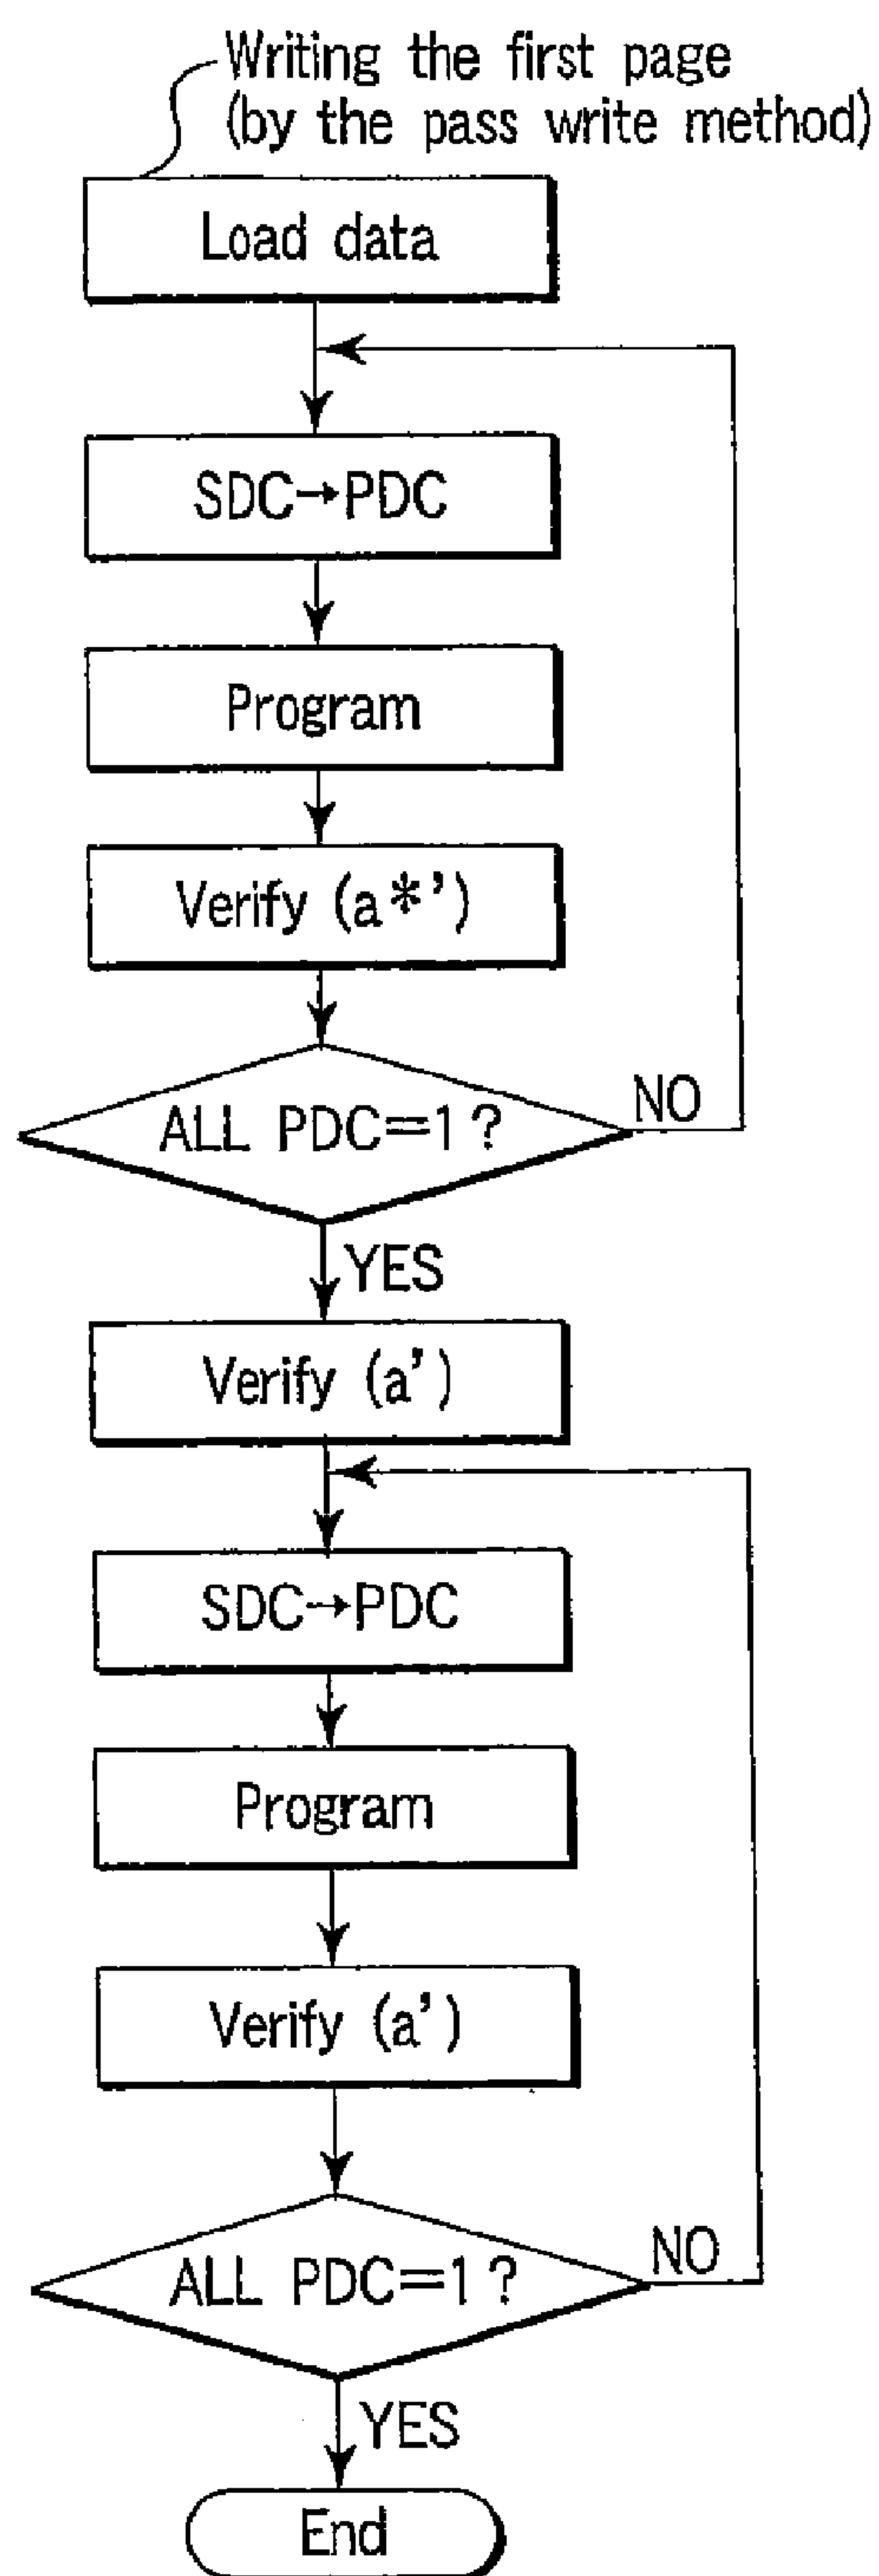 Writing the first page
(by the pass write method)
Load data
SDC→PDC
Program
Verify (a*')
ALL PDC=1?
NO
YES
Verify (a')
SDC→PDC
Program
Verify (a')
ALL PDC=1?
NO
YES
End